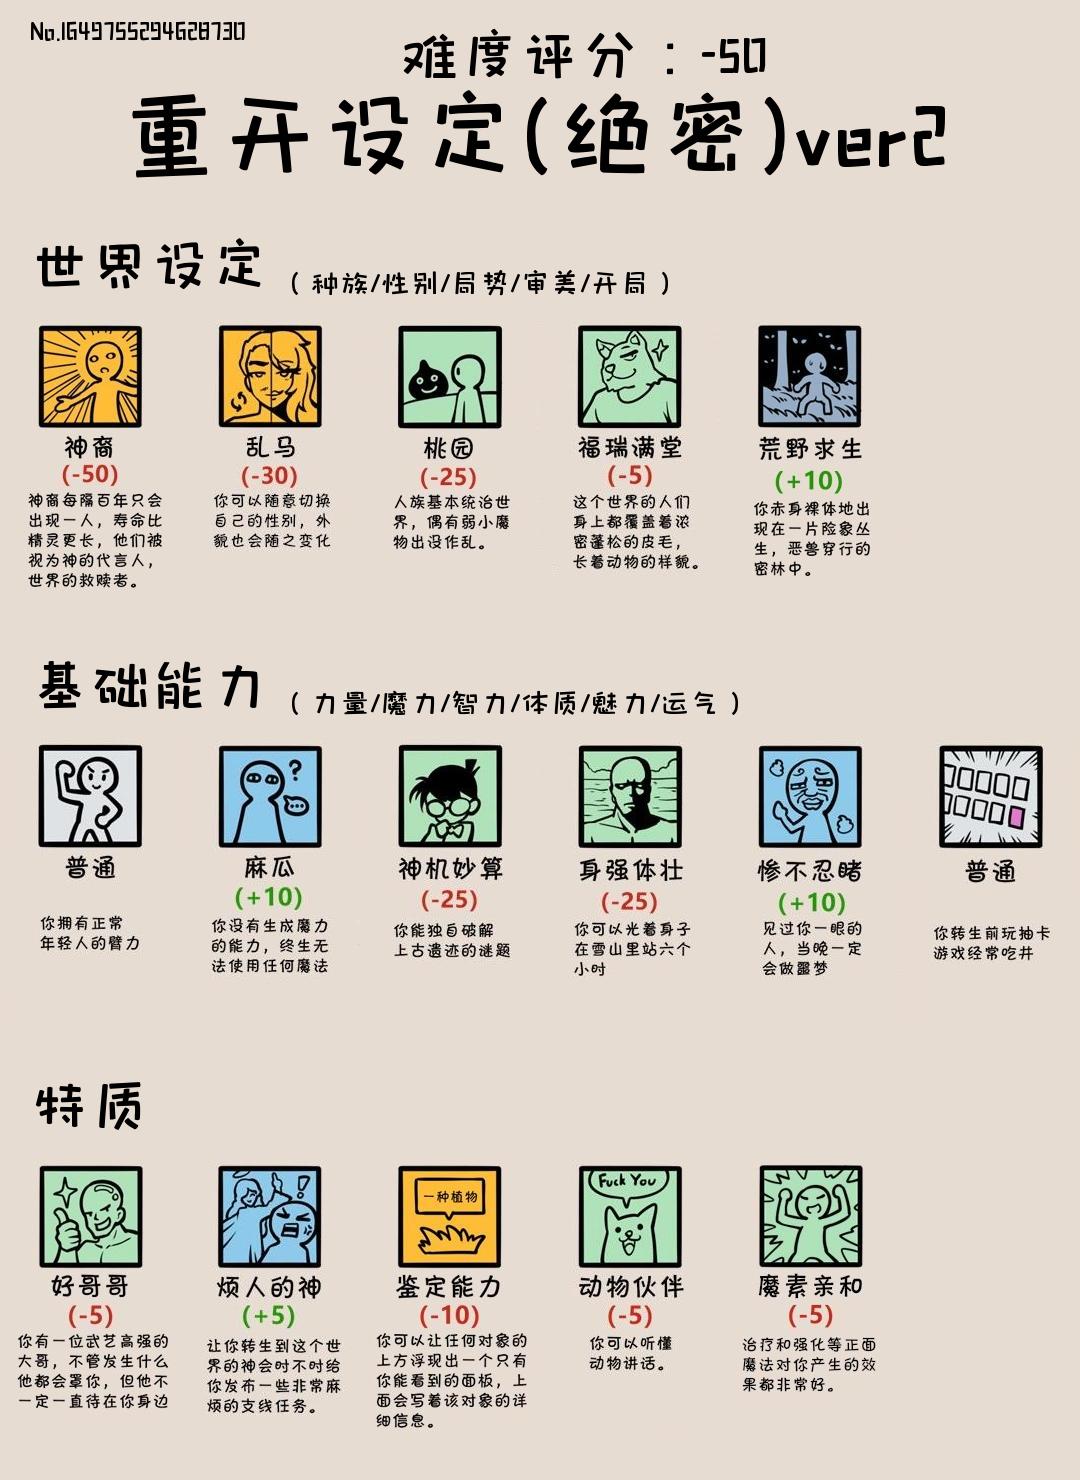 No.1649755294628730
难度评分：-50
重开设定(绝密)ver2
世界设定（种族/性别/局势/审美/开局）
神裔
(-50)
神裔每隔百年只会
出现一人，寿命比
精灵更长，他们被
视为神的代言人，
世界的救赎者。
乱马
(-30)
你可以随意切换
自己的性别，外
貌也会随之变化
桃园
(-25)
人族基本统治世
界，偶有弱小魔
物出没作乱。
福瑞满堂
(-5)
这个世界的人们
身上都覆盖着浓
密蓬松的皮毛，
长着动物的样貌。
荒野求生
(+10)
你赤身裸体地出
现在一片险象丛
生，恶兽穿行的
密林中。
基础能力（力量/魔力/智力/体质/魅力/运气）
普通
你拥有正常
年轻人的臂力
麻瓜
(+10)
你没有生成魔力
的能力，终生无
法使用任何魔法
神机妙算
(-25)
你能独自破解
上古遗迹的谜题
身强体壮
(-25)
你可以光着身子
在雪山里站六个
小时
惨不忍睹
(+10)
见过你一眼的
人，当晚一定
会做噩梦
普通
你转生前玩抽卡
游戏经常吃井
特质
好哥哥
(-5)
你有一位武艺高强的
大哥，不管发生什么
他都会罩你，但他不
一定一直待在你身边
烦人的神
(+5)
让你转生到这个世
界的神会时不时给
你发布一些非常麻
烦的支线任务。
一种植物
鉴定能力
(-10)
你可以让任何对象的
上方浮现出一个只有
你能看到的面板，上
面会写着该对象的详
细信息。
Fuck You
动物伙伴
(-5)
你可以听懂
动物讲话。
魔素亲和
(-5)
治疗和强化等正面
魔法对你产生的效
果都非常好。